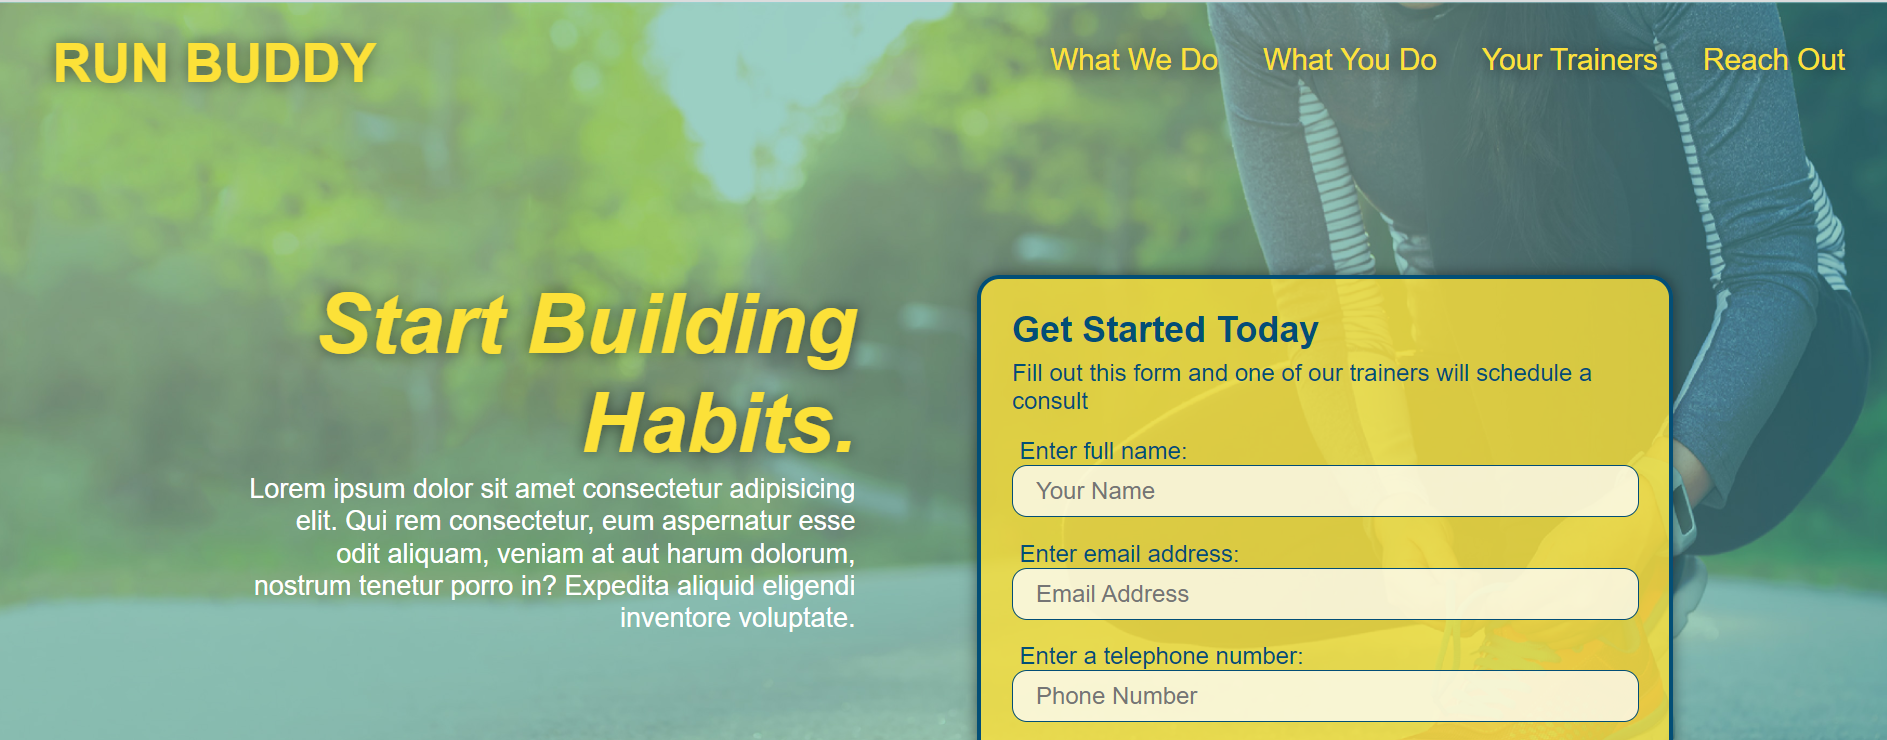 RUN BUDDY
What We Do
What You Do
Your Trainers
Reach Out
Start Building
Habits.
Lorem ipsum dolor sit amet consectetur adipisicing
elit. Qui rem consectetur, eum aspernatur esse
odit aliquam, veniam at aut harum dolorum,
nostrum tenetur porro in? Expedita aliquid eligendi
inventore voluptate.
Get Started Today
Fill out this form and one of our trainers will schedule a
consult
Enter full name:
Your Name
Enter email address:
Email Address
Enter a telephone number:
Phone Number